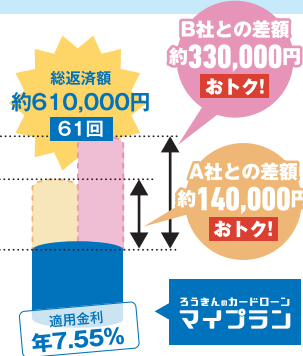 B社との差額
約330,000円
おトク!
総返済額
約610,000円
61回
A社との差額
約140,000円
おトク!
適用金利
年7.55%
ろうきんのカードローン
マイプラン